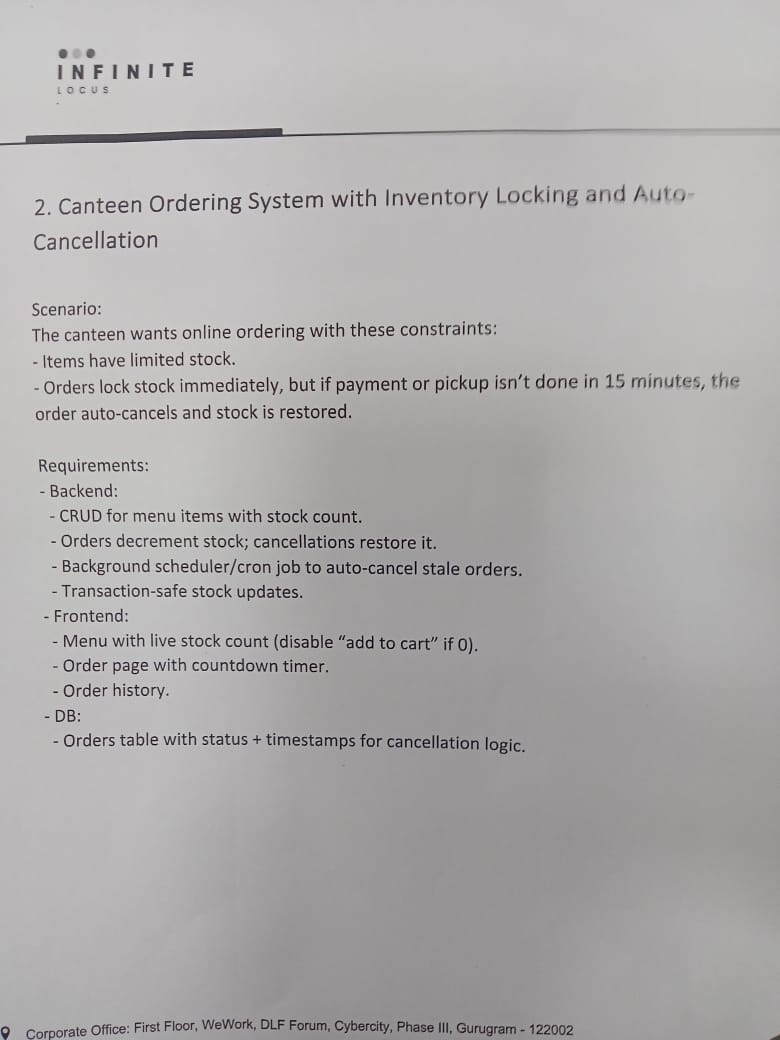 INFINITE
LOCUS
2. Canteen Ordering System with Inventory Locking and Auto-
Cancellation
Scenario:
The canteen wants online ordering with these constraints:
- Items have limited stock.
- Orders lock stock immediately, but if payment or pickup isn’t done in 15 minutes, the
order auto-cancels and stock is restored.
Requirements:
- Backend:
- CRUD for menu items with stock count.
- Orders decrement stock; cancellations restore it.
- Background scheduler/cron job to auto-cancel stale orders.
- Transaction-safe stock updates.
- Frontend:
- Menu with live stock count (disable “add to cart” if 0).
- Order page with countdown timer.
- Order history.
- DB:
- Orders table with status + timestamps for cancellation logic.
Corporate Office: First Floor, WeWork, DLF Forum, Cybercity, Phase III, Gurugram - 122002